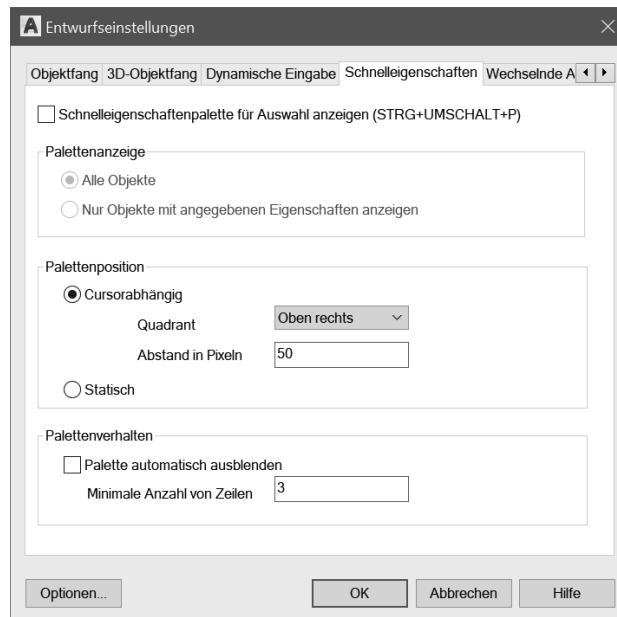 A Entwurfseinstellungen
Objektfang 3D-Objektfang Dynamische Eingabe Schnelleigenschaften Wechselnde A
Schnelleigenschaftenpalette für Auswahl anzeigen (STRG+UMSCHALT+P)
Palettenanzeige
Alle Objekte
Nur Objekte mit angegebenen Eigenschaften anzeigen
Palettenposition
Cursorabhängig
Quadrant Oben rechts
Abstand in Pixeln 50
Statisch
Palettenverhalten
Palette automatisch ausblenden
Minimale Anzahl von Zeilen 3
Optionen... OK Abbrechen Hilfe